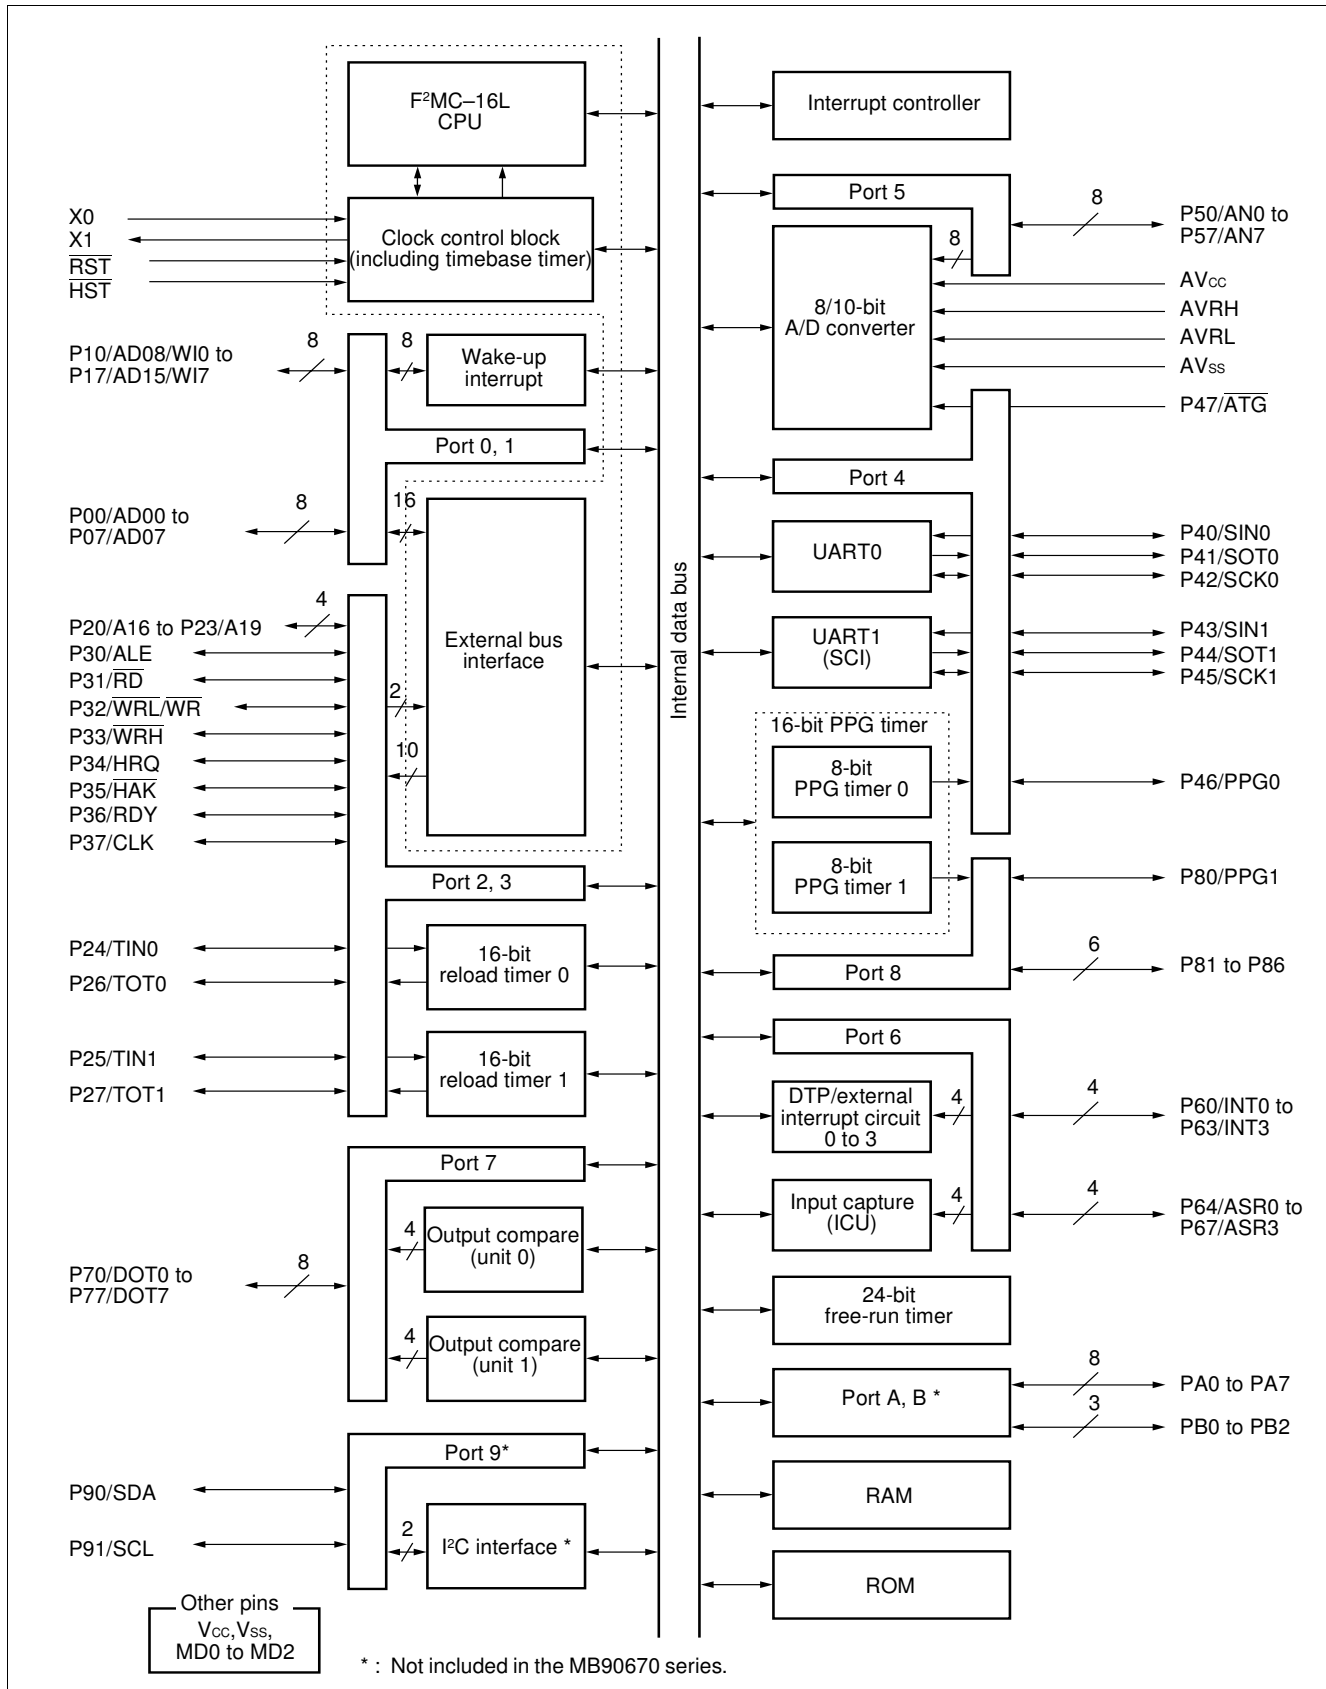 F²MC–16L
CPU
X0
X1
RST
HST
Clock control block
(including timebase timer)
P10/AD08/WI0 to
P17/AD15/WI7
8
8
Wake-up
interrupt
Port 0, 1
P00/AD00 to
P07/AD07
8
16
External bus
interface
P20/A16 to P23/A19
4
P30/ALE
P31/RD
P32/WRL/WR
2
P33/WRH
P34/HRQ
10
P35/HAK
P36/RDY
P37/CLK
Port 2, 3
P24/TIN0
P26/TOT0
16-bit
reload timer 0
P25/TIN1
P27/TOT1
16-bit
reload timer 1
Port 7
4
Output compare
(unit 0)
P70/DOT0 to
P77/DOT7
8
4
Output compare
(unit 1)
Port 9*
P90/SDA
P91/SCL
2
I²C interface *
Other pins
Vcc,Vss,
MD0 to MD2
* : Not included in the MB90670 series.
Internal data bus
Interrupt controller
Port 5
8
P50/AN0 to
P57/AN7
8
8/10-bit
A/D converter
AVcc
AVRH
AVRL
AVss
P47/ATG
Port 4
UART0
P40/SIN0
P41/SOT0
P42/SCK0
UART1
(SCI)
P43/SIN1
P44/SOT1
P45/SCK1
16-bit PPG timer
8-bit
PPG timer 0
P46/PPG0
8-bit
PPG timer 1
P80/PPG1
Port 8
6
P81 to P86
Port 6
DTP/external
interrupt circuit
0 to 3
4
4
P60/INT0 to
P63/INT3
Input capture
(ICU)
4
4
P64/ASR0 to
P67/ASR3
24-bit
free-run timer
Port A, B *
8
PA0 to PA7
3
PB0 to PB2
RAM
ROM